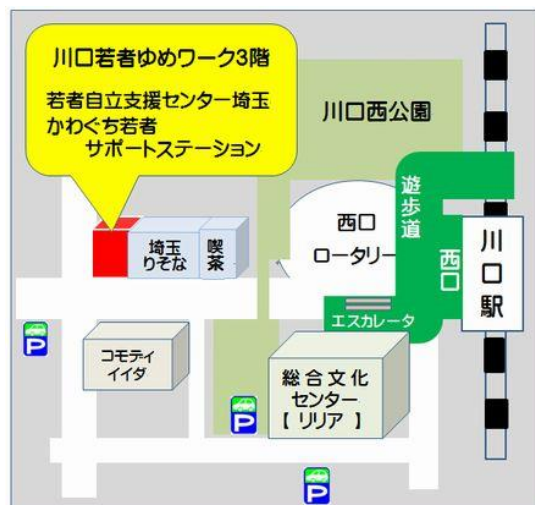 川口若者ゆめワーク3階
若者自立支援センター埼玉
かわぐち若者
サポートステーション
川口西公園
遊歩道
西口
ロータリー
西口
川口駅
埼玉
りそな
喫茶
エスカレータ
コモディ
イイダ
総合文化
センター
【 リリア 】
P
P
P